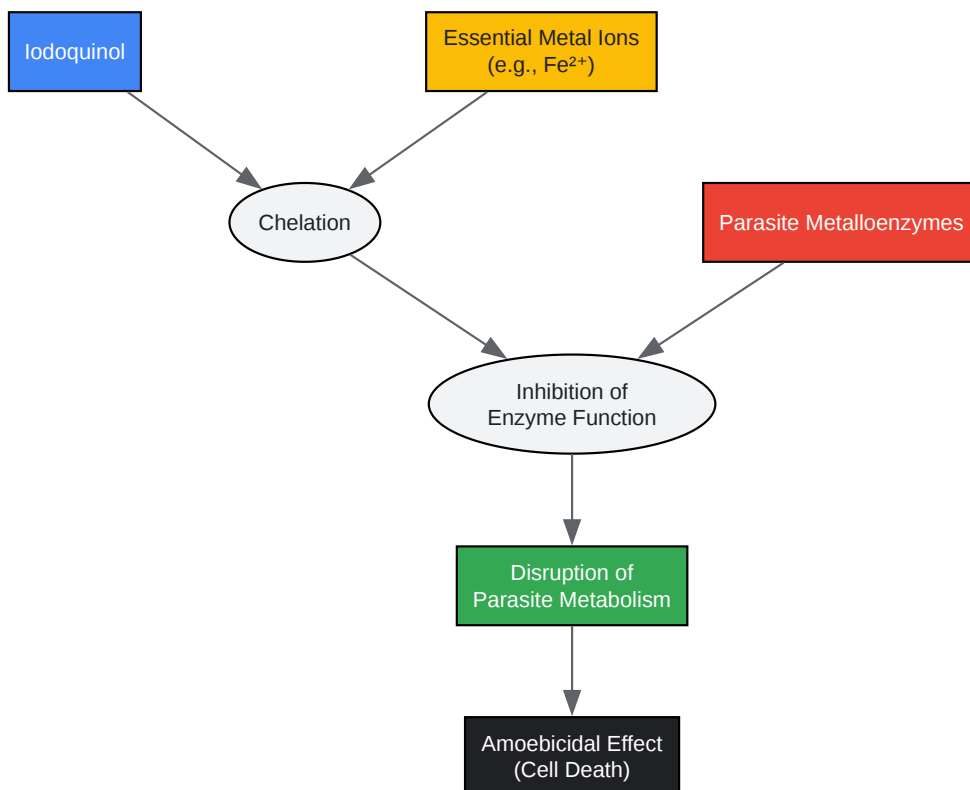 Iodoquinol
Essential Metal Ions
(e.g., Fe²⁺)
Chelation
Parasite Metalloenzymes
Inhibition of
Enzyme Function
Disruption of
Parasite Metabolism
Amoebicidal Effect
(Cell Death)